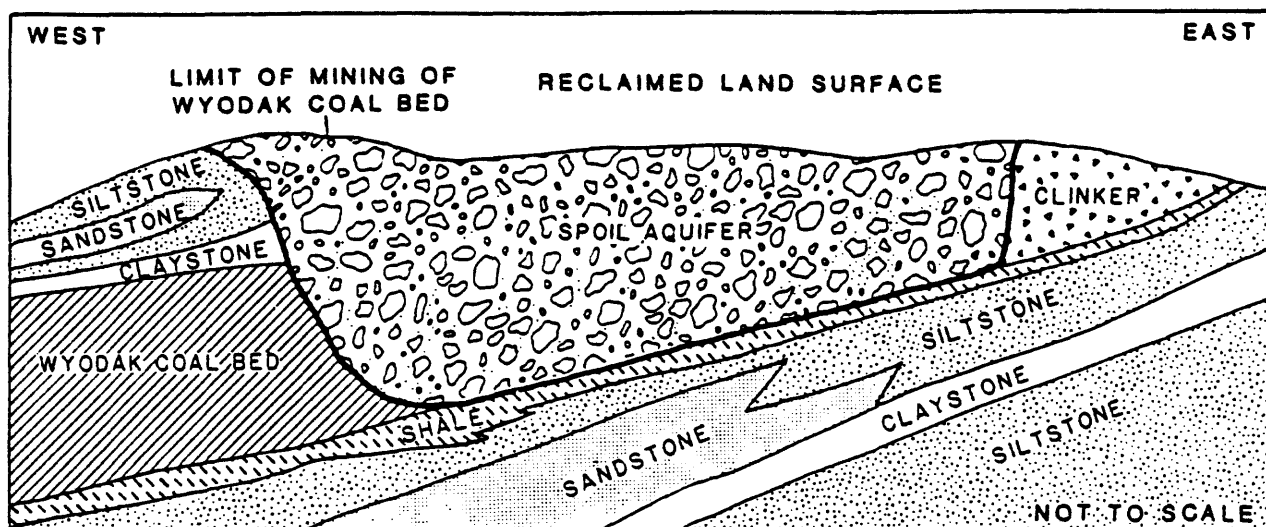 WEST
EAST
LIMIT OF MINING OF
WYODAK COAL BED
RECLAIMED LAND SURFACE
SILTSTONE
SANDSTONE
CLAYSTONE
WYODAK COAL BED
SPOIL AQUIFER
CLINKER
SHALE
SANDSTONE
SILTSTONE
CLAYSTONE
SILTSTONE
NOT TO SCALE